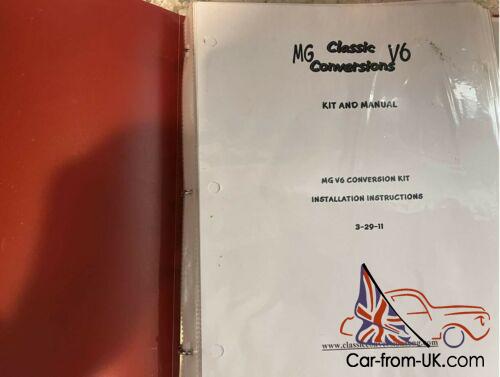 MG Classic V6
Conversions
KIT AND MANUAL
MG V6 CONVERSION KIT
INSTALLATION INSTRUCTIONS
3-29-11
Car-from-UK.com